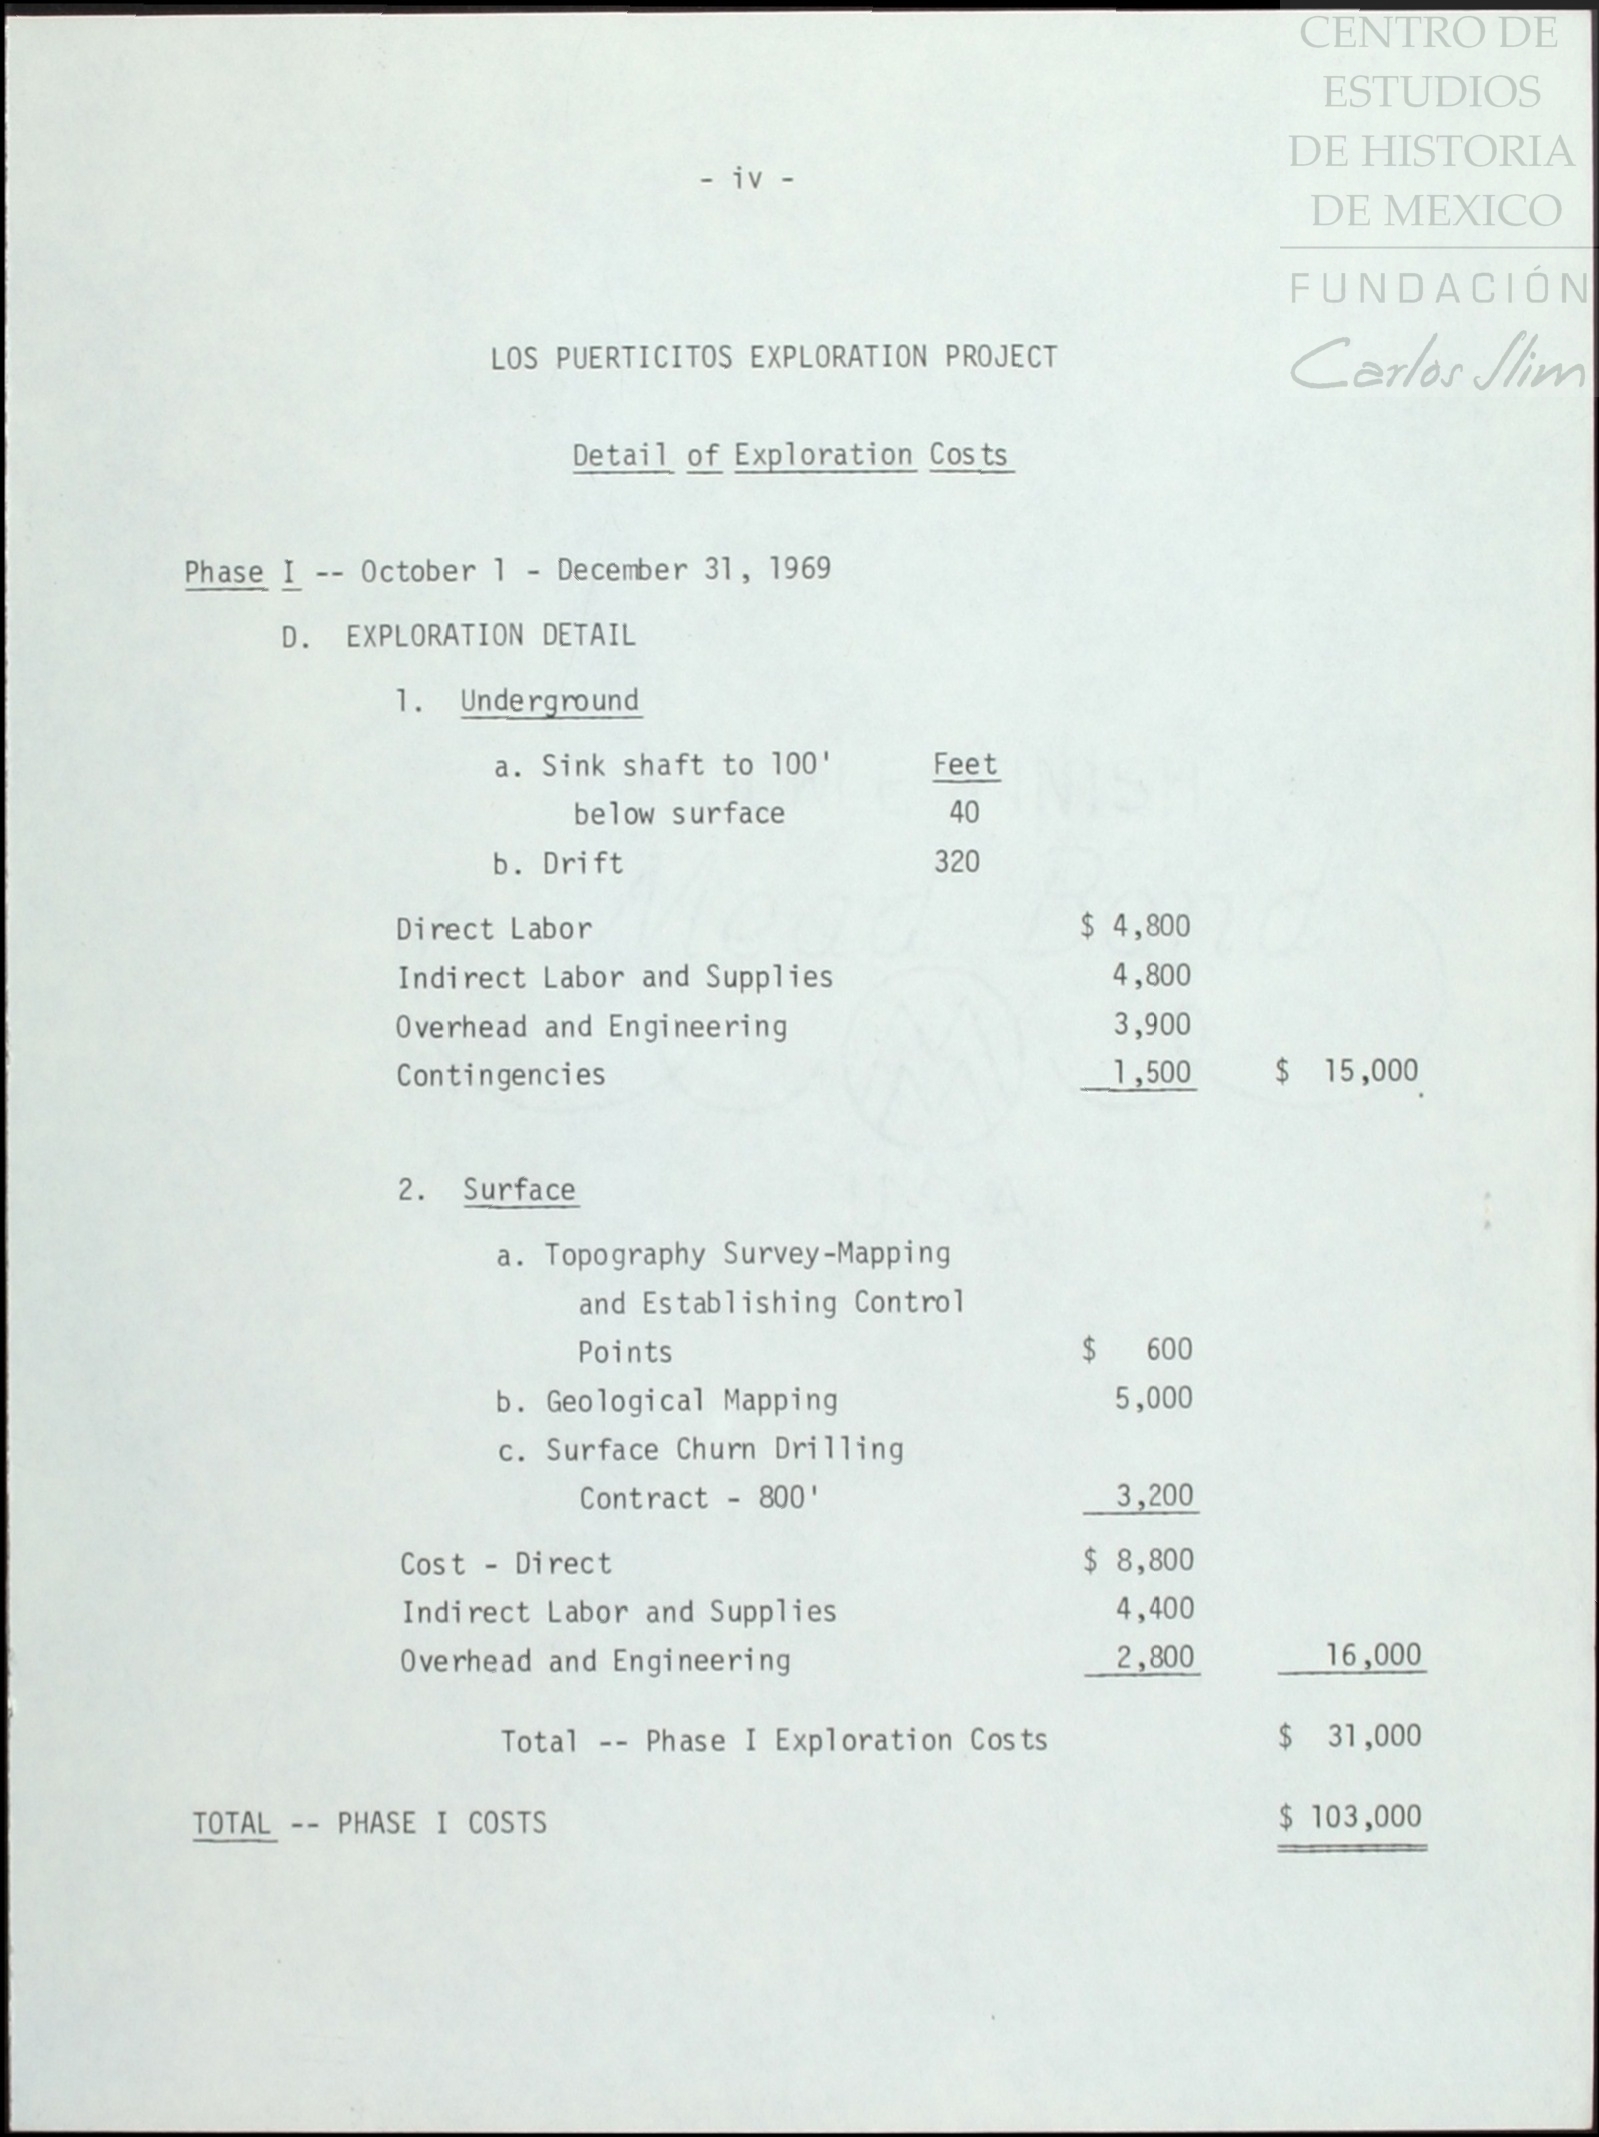 CENTRO DE
ESTUDIOS
DE HISTORIA
DE MEXICO
FUNDACIÓN
Carlos Slim
- iv -
LOS PUERTICITOS EXPLORATION PROJECT
Detail of Exploration Costs
Phase I -- October 1 - December 31, 1969
D. EXPLORATION DETAIL
1. Underground
a. Sink shaft to 100' Feet
below surface 40
b. Drift 320
Direct Labor $ 4,800
Indirect Labor and Supplies 4,800
Overhead and Engineering 3,900
Contingencies 1,500 $ 15,000
2. Surface
a. Topography Survey-Mapping
and Establishing Control
Points $ 600
b. Geological Mapping 5,000
c. Surface Churn Drilling
Contract - 800' 3,200
Cost - Direct $ 8,800
Indirect Labor and Supplies 4,400
Overhead and Engineering 2,800 16,000
Total -- Phase I Exploration Costs $ 31,000
TOTAL -- PHASE I COSTS $ 103,000